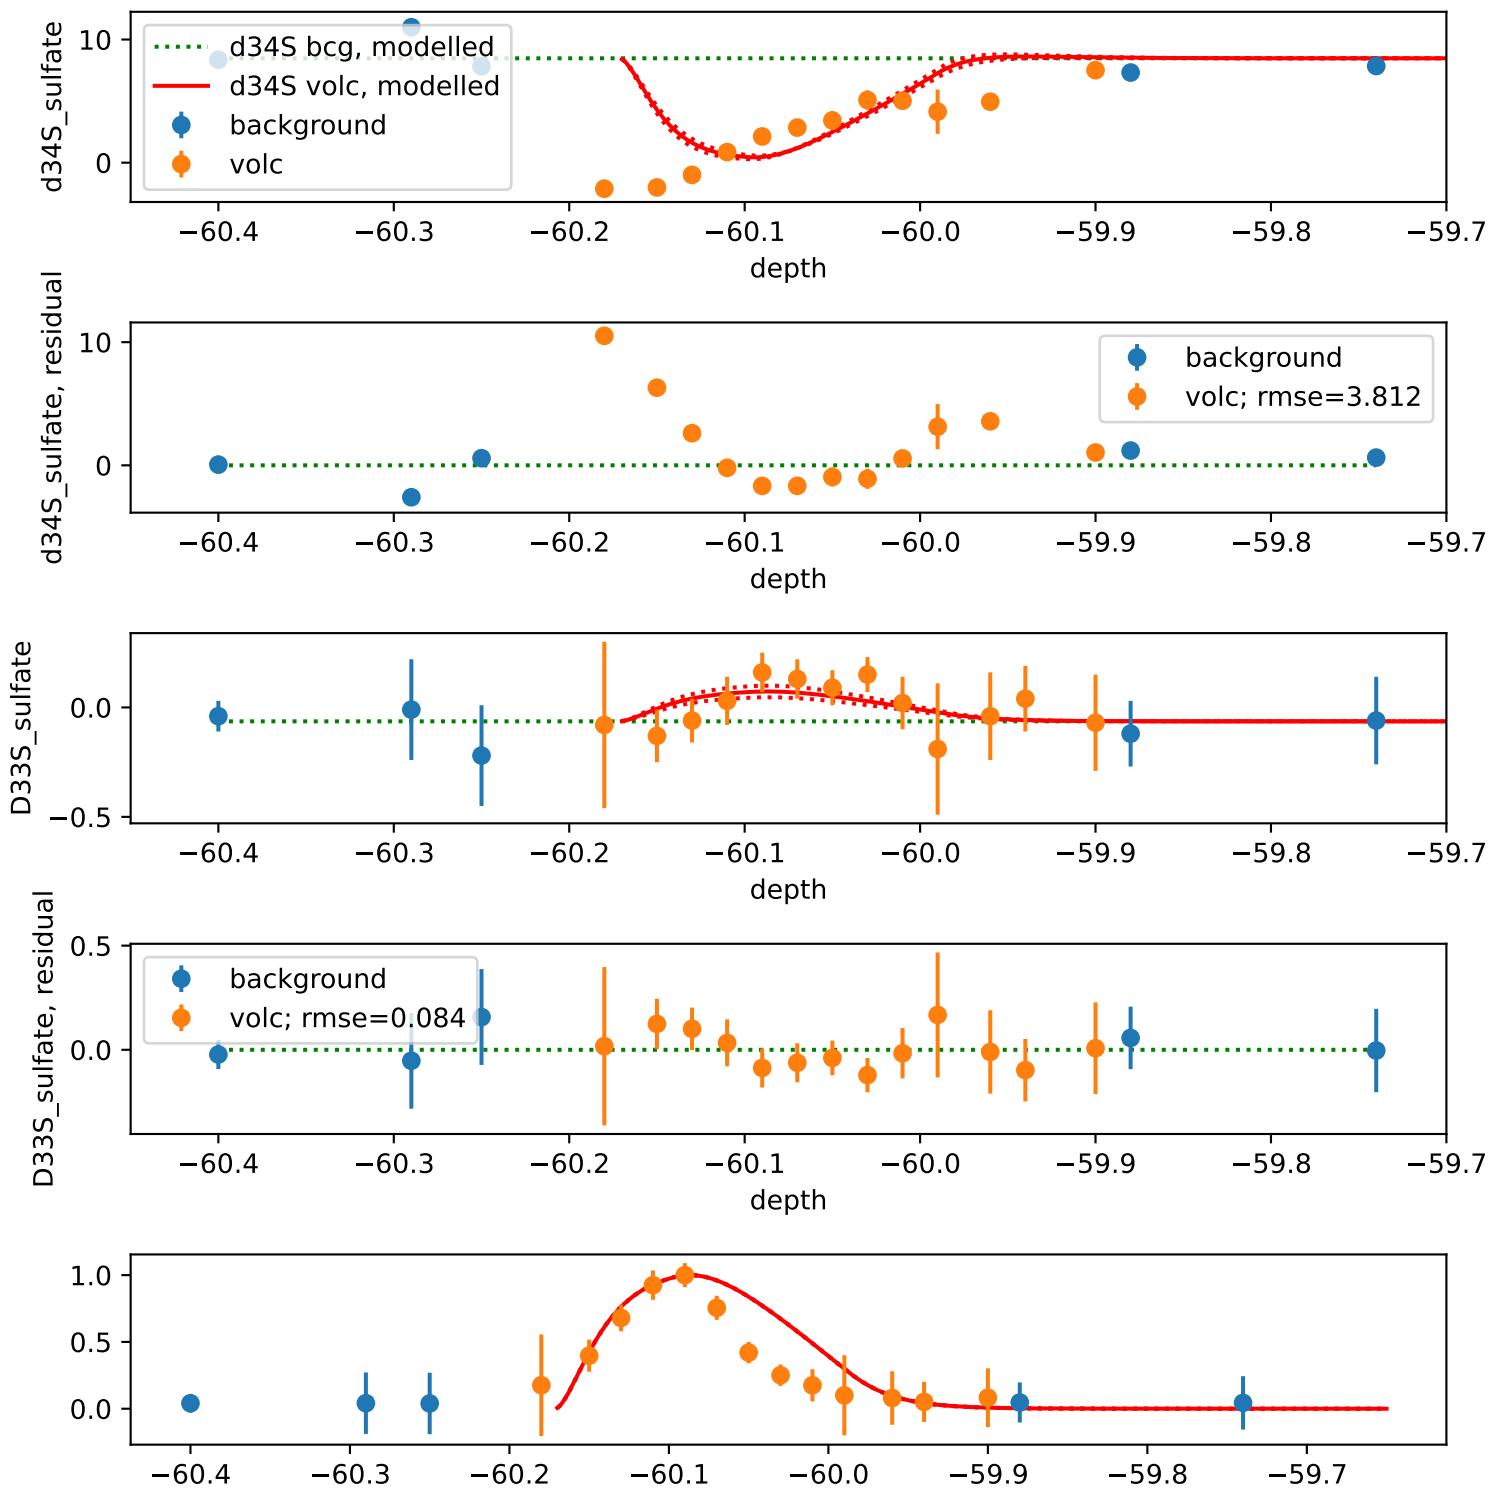 d34S_sulfate
10
0
d34S bcg, modelled
d34S volc, modelled
background
volc
−60.4 −60.3 −60.2 −60.1 −60.0 −59.9 −59.8 −59.7
depth
d34S_sulfate, residual
10
0
background
volc; rmse=3.812
−60.4 −60.3 −60.2 −60.1 −60.0 −59.9 −59.8 −59.7
depth
D33S_sulfate
0.0
−0.5
−60.4 −60.3 −60.2 −60.1 −60.0 −59.9 −59.8 −59.7
depth
D33S_sulfate, residual
0.5
0.0
background
volc; rmse=0.084
−60.4 −60.3 −60.2 −60.1 −60.0 −59.9 −59.8 −59.7
depth
1.0
0.5
0.0
−60.4 −60.3 −60.2 −60.1 −60.0 −59.9 −59.8 −59.7